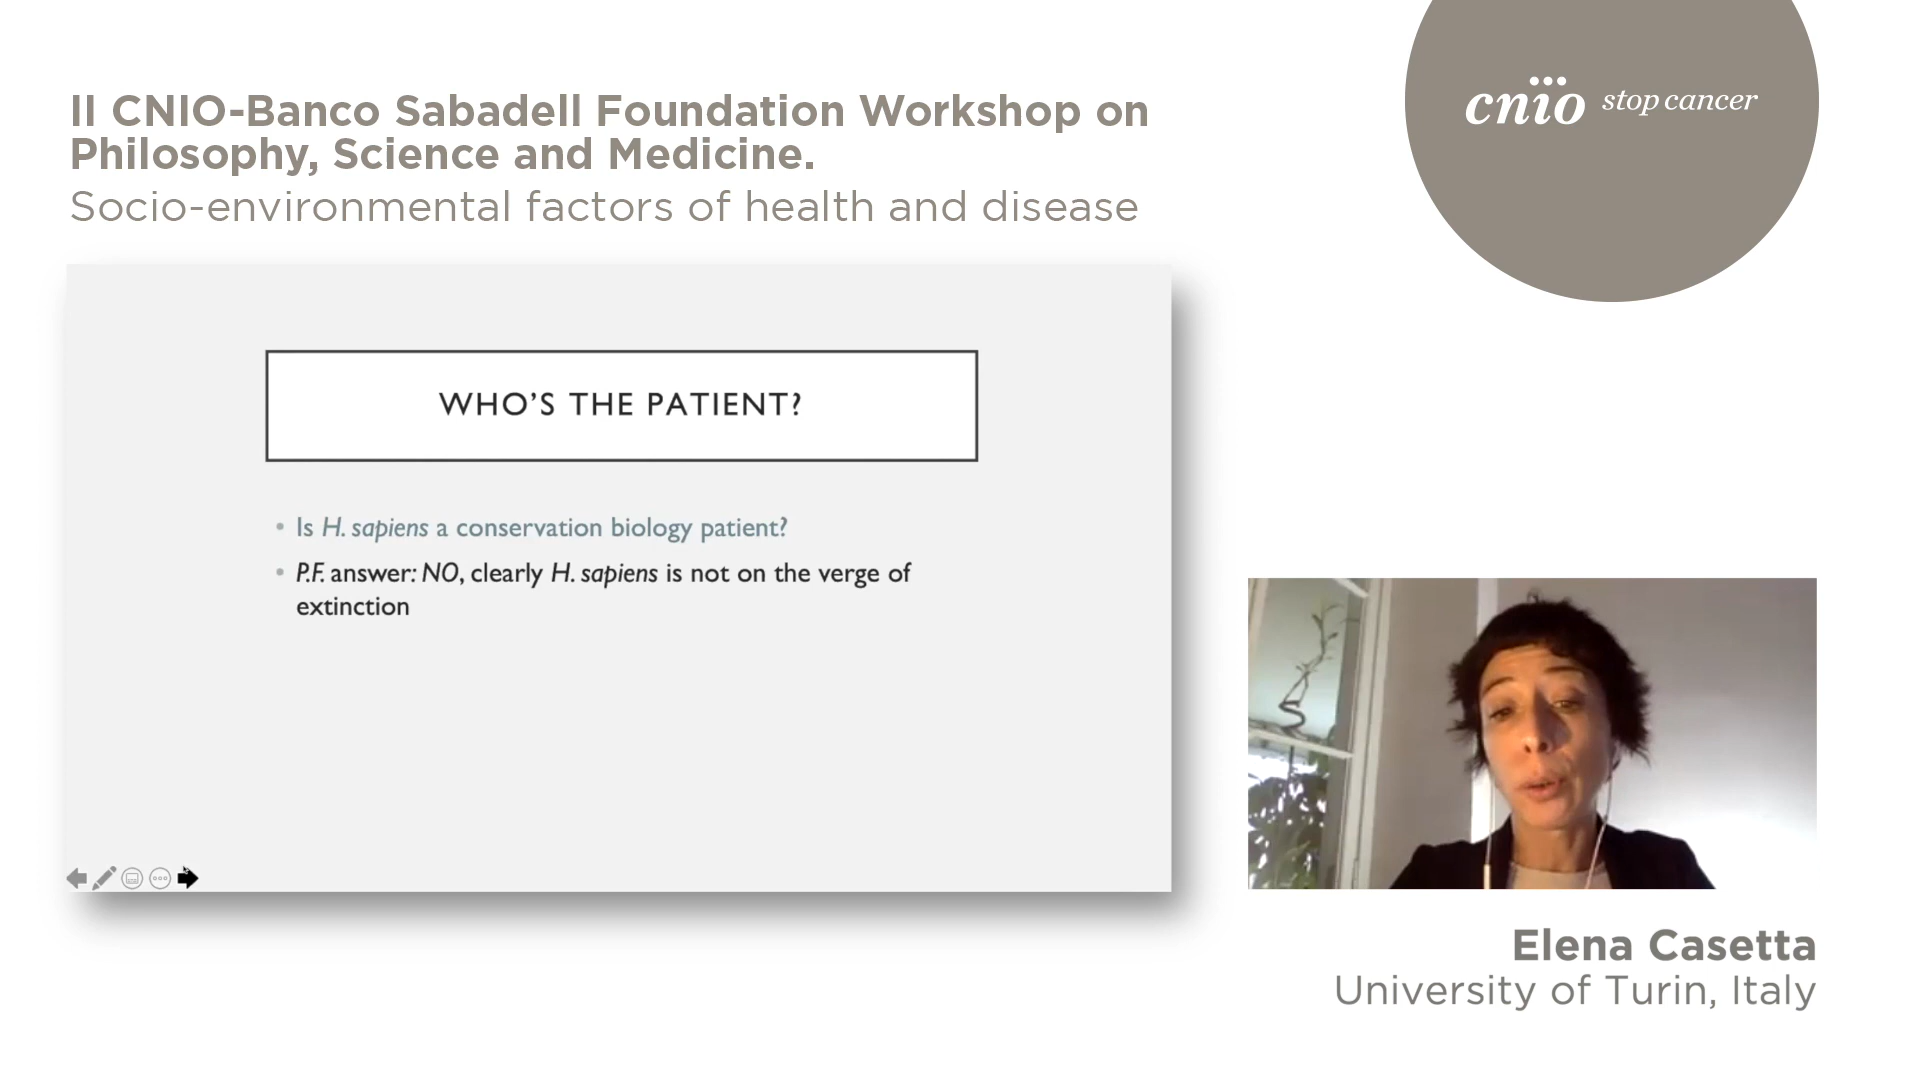 II CNIO-Banco Sabadell Foundation Workshop on
Philosophy, Science and Medicine.
Socio-environmental factors of health and disease
cnio stop cancer
WHO'S THE PATIENT?
• Is H. sapiens a conservation biology patient?
• P.F. answer: NO, clearly H. sapiens is not on the verge of
extinction
Elena Casetta
University of Turin, Italy